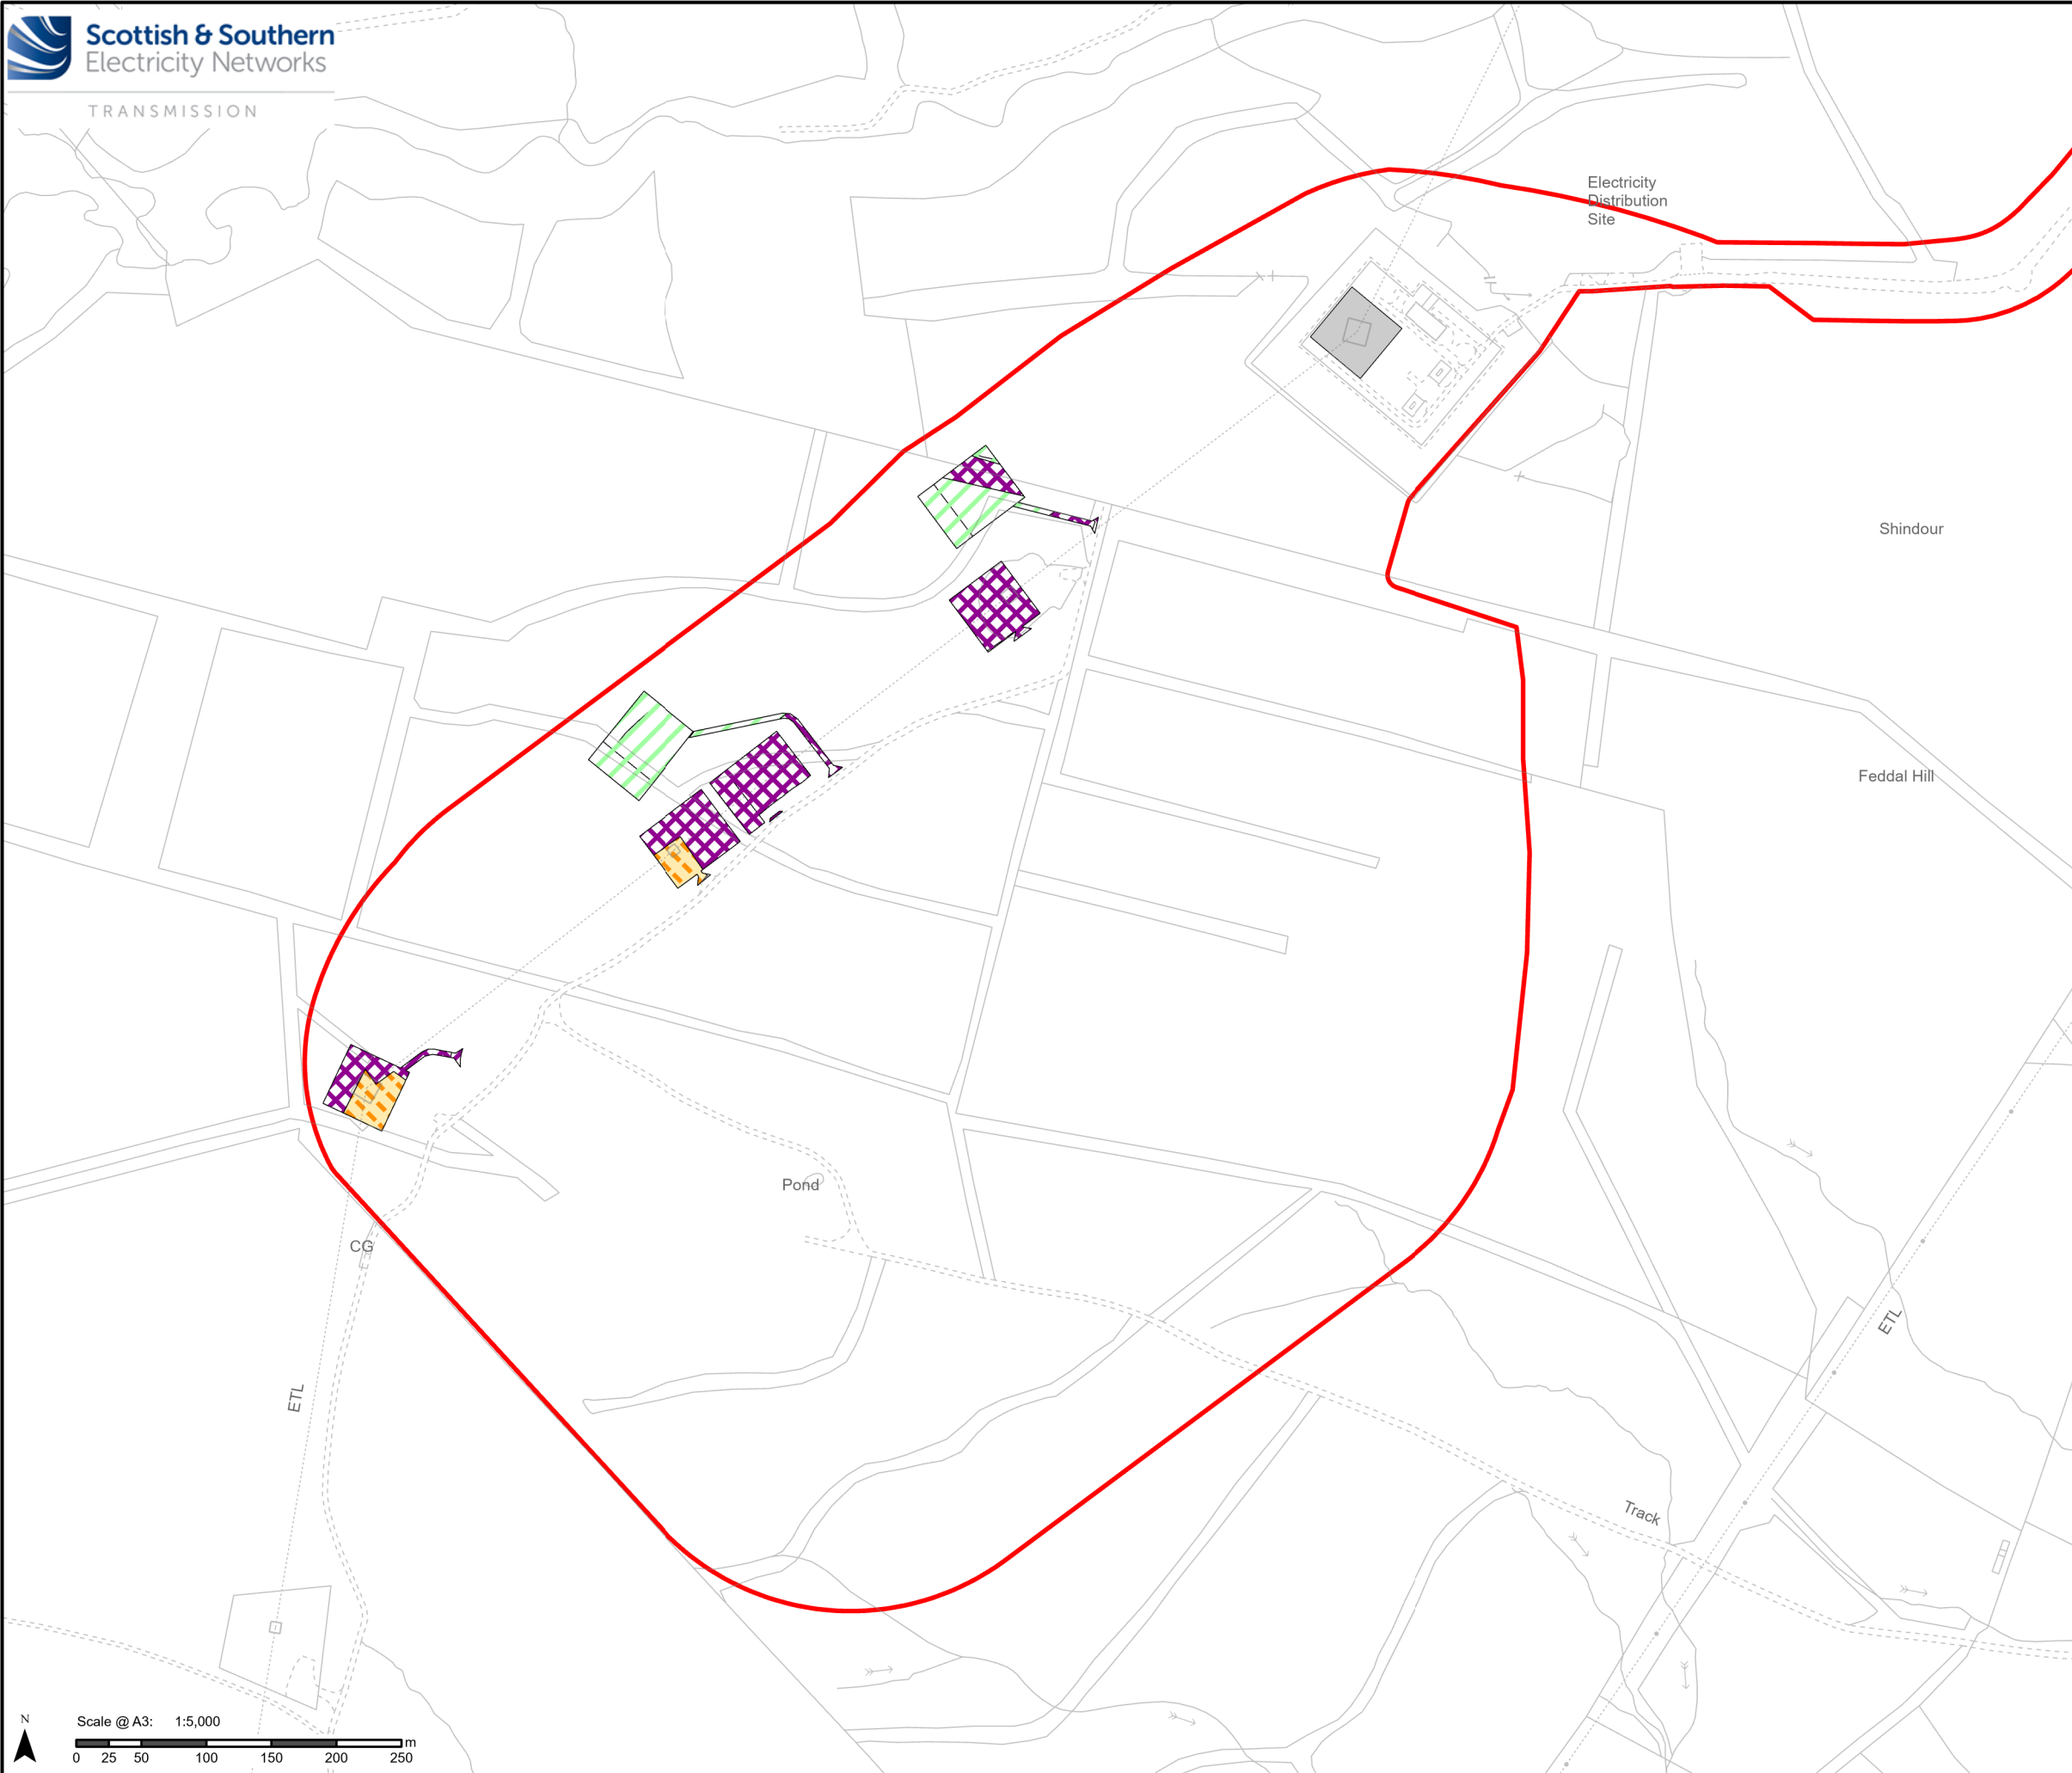 Scottish & Southern
Electricity Networks
TRANSMISSION
Electricity
Distribution
Site
Shindour
Feddal Hill
Pond
CG
ETL
ETL
Track
N
Scale @ A3: 1:5,000
m
0 25 50 100 150 200 250